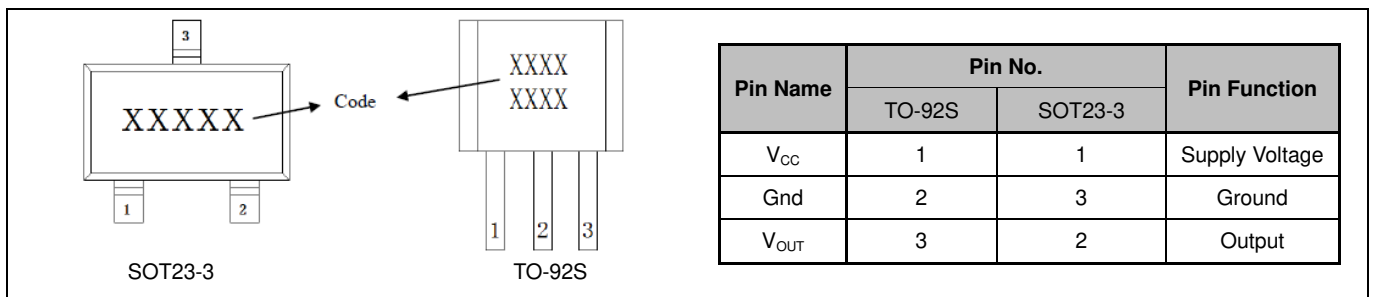 3
XXXXX
1 2
SOT23-3
Code
XXXX
XXXX
1 2 3
TO-92S
Pin Name Pin No. Pin Function
TO-92S SOT23-3
VCC 1 1 Supply Voltage
Gnd 2 3 Ground
VOUT 3 2 Output